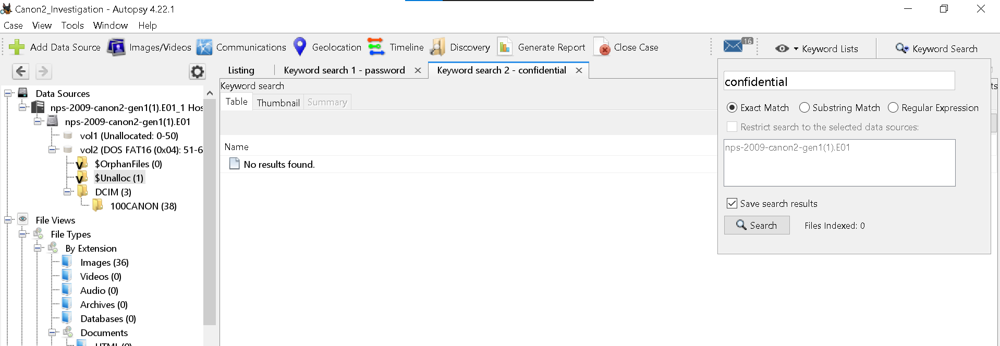 Canon2_Investigation - Autopsy 4.22.1
Case View Tools Window Help
Add Data Source Images/Videos Communications Geolocation Timeline Discovery Generate Report Close Case 16 Keyword Lists Keyword Search
Listing Keyword search 1 - password Keyword search 2 - confidential
Keyword search
Table Thumbnail Summary
Name
No results found.
Data Sources
nps-2009-canon2-gen1(1).E01_1 Hos
nps-2009-canon2-gen1(1).E01
vol1 (Unallocated: 0-50)
vol2 (DOS FAT16 (0x04): 51-6
$OrphanFiles (0)
$Unalloc (1)
DCIM (3)
100CANON (38)
File Views
File Types
By Extension
Images (36)
Videos (0)
Audio (0)
Archives (0)
Databases (0)
Documents
HTML (0)
confidential
Exact Match Substring Match Regular Expression
Restrict search to the selected data sources:
nps-2009-canon2-gen1(1).E01
Save search results
Search Files Indexed: 0
ts